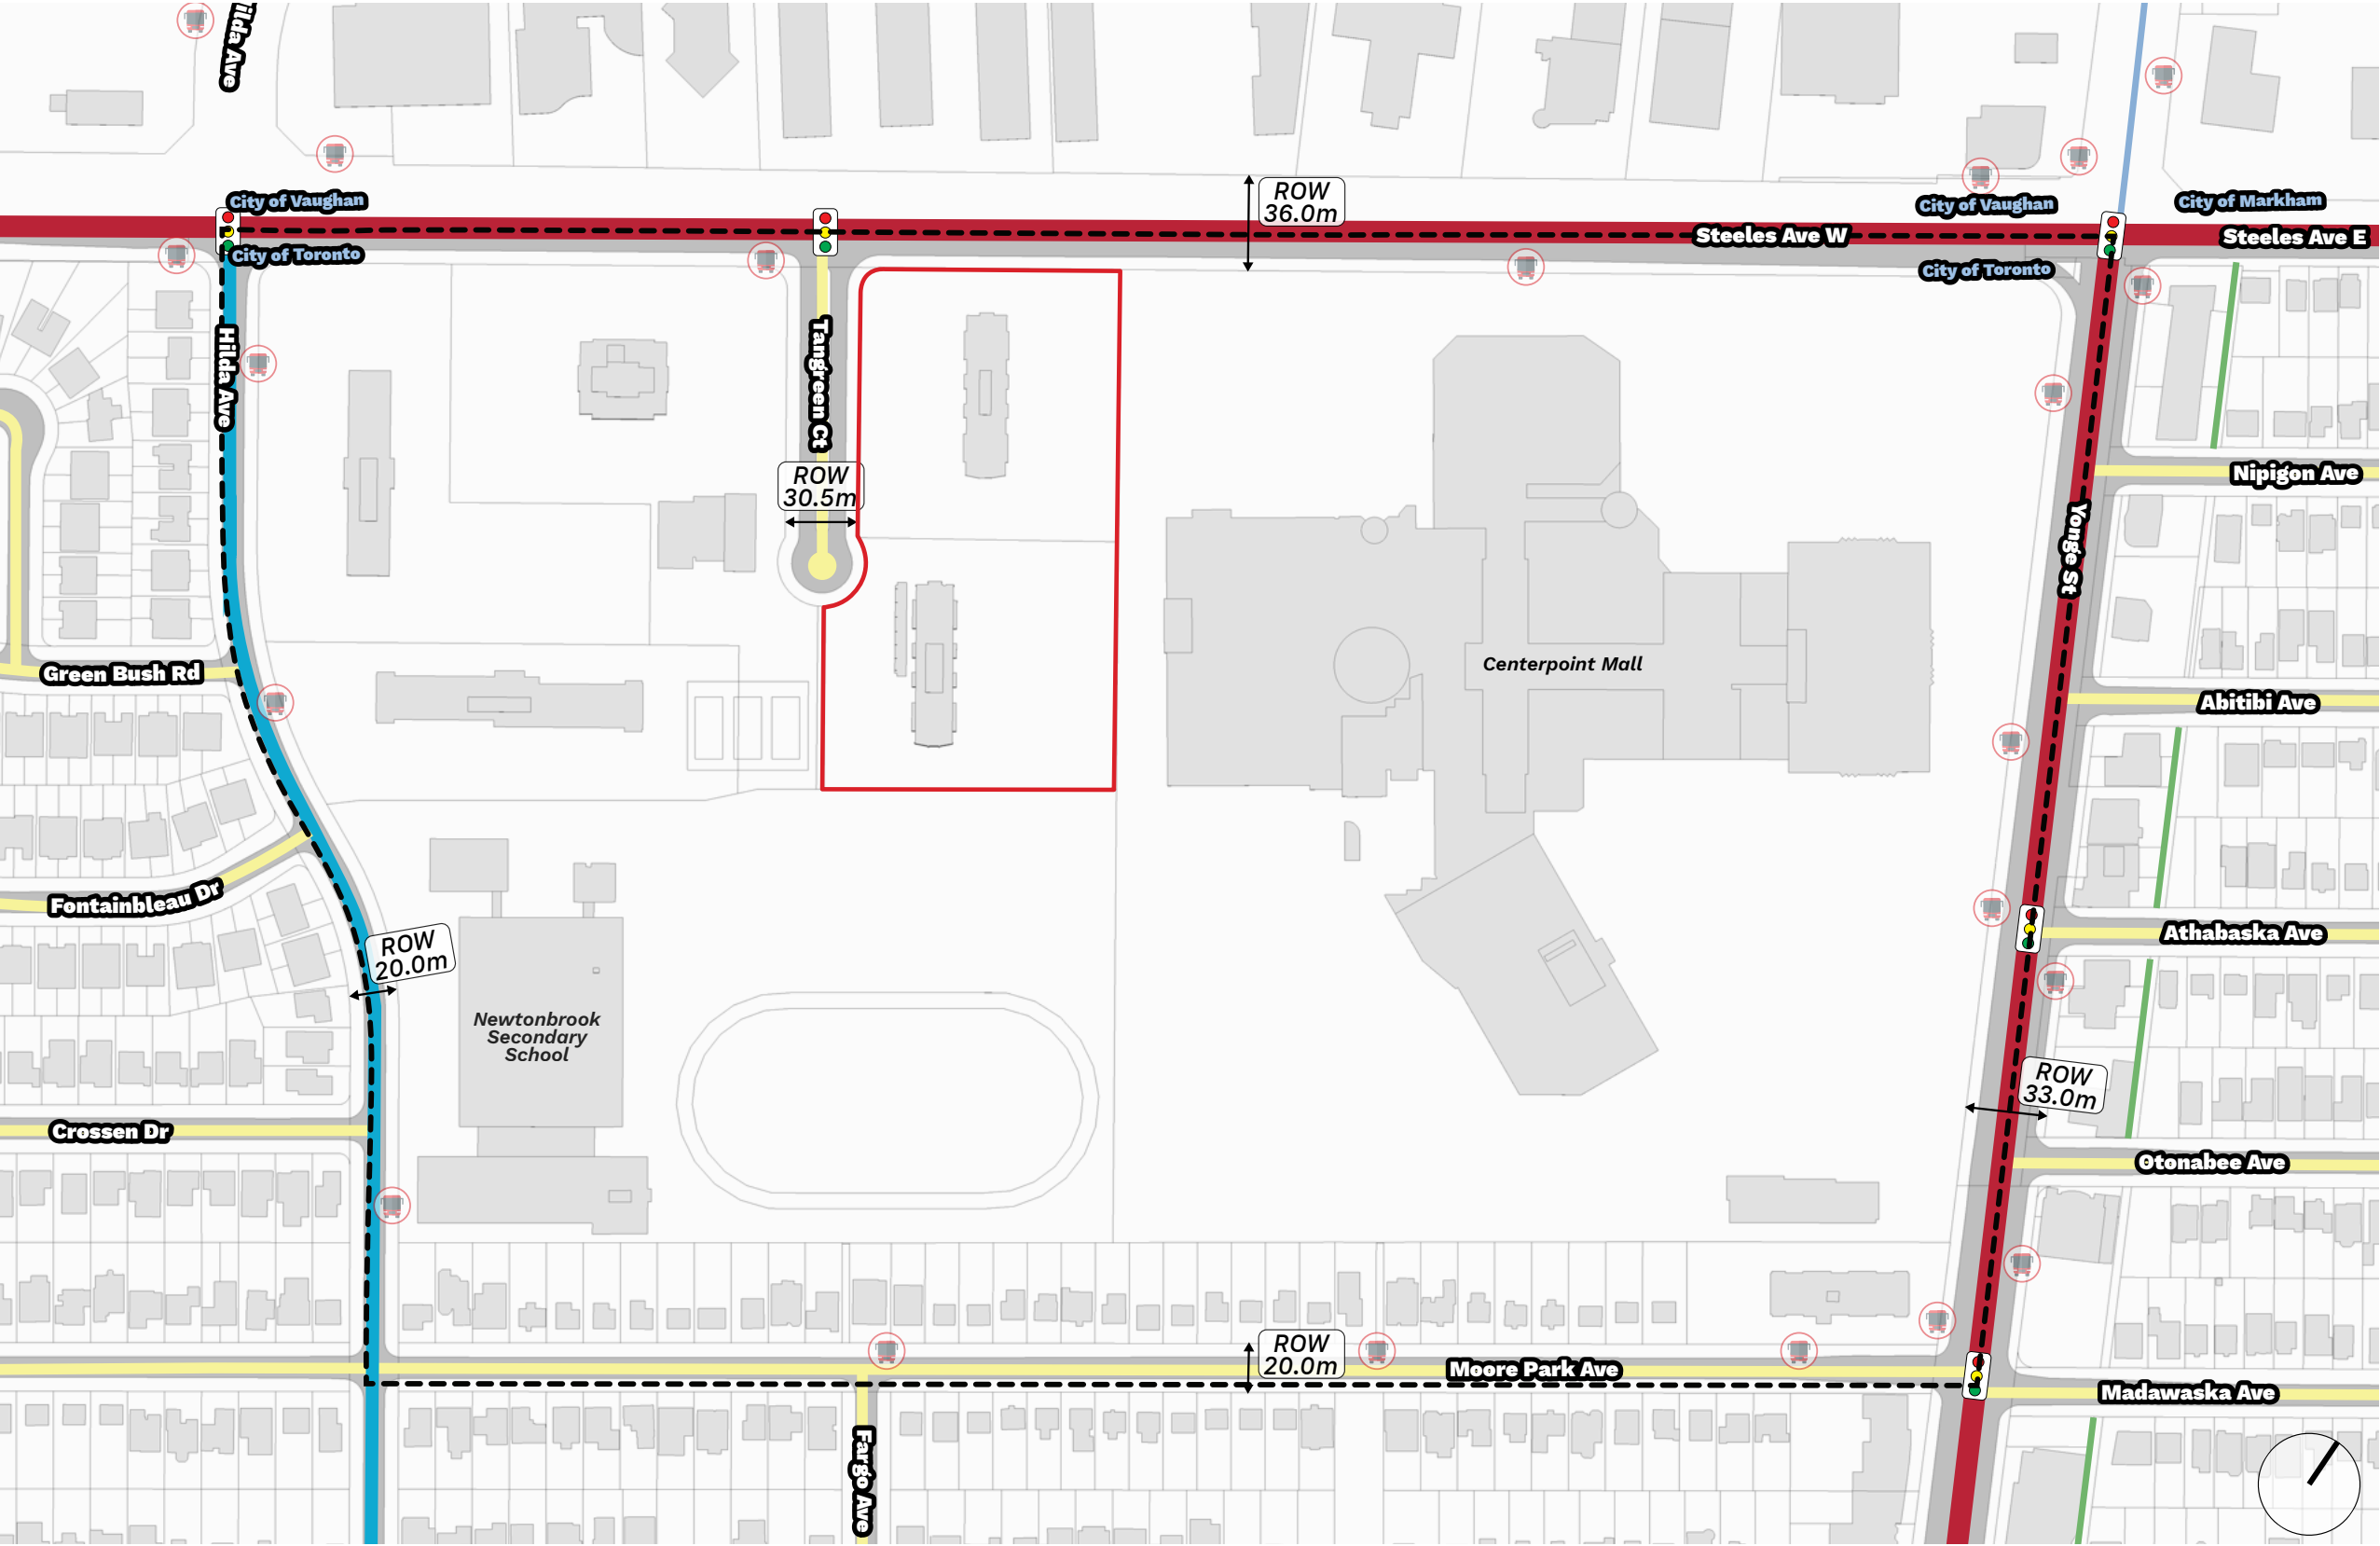 ilda Ave
City of Vaughan
City of Toronto
ROW
36.0m
City of Vaughan
City of Markham
Steeles Ave W
Steeles Ave E
City of Toronto
Hilda Ave
Tangreen Ct
ROW
30.5m
Nipigon Ave
Yonge St
Green Bush Rd
Centerpoint Mall
Abitibi Ave
Fontainbleau Dr
ROW
20.0m
Athabaska Ave
Newtonbrook
Secondary
School
ROW
33.0m
Crossen Dr
Otonabee Ave
ROW
20.0m
Moore Park Ave
Madawaska Ave
Fargo Ave